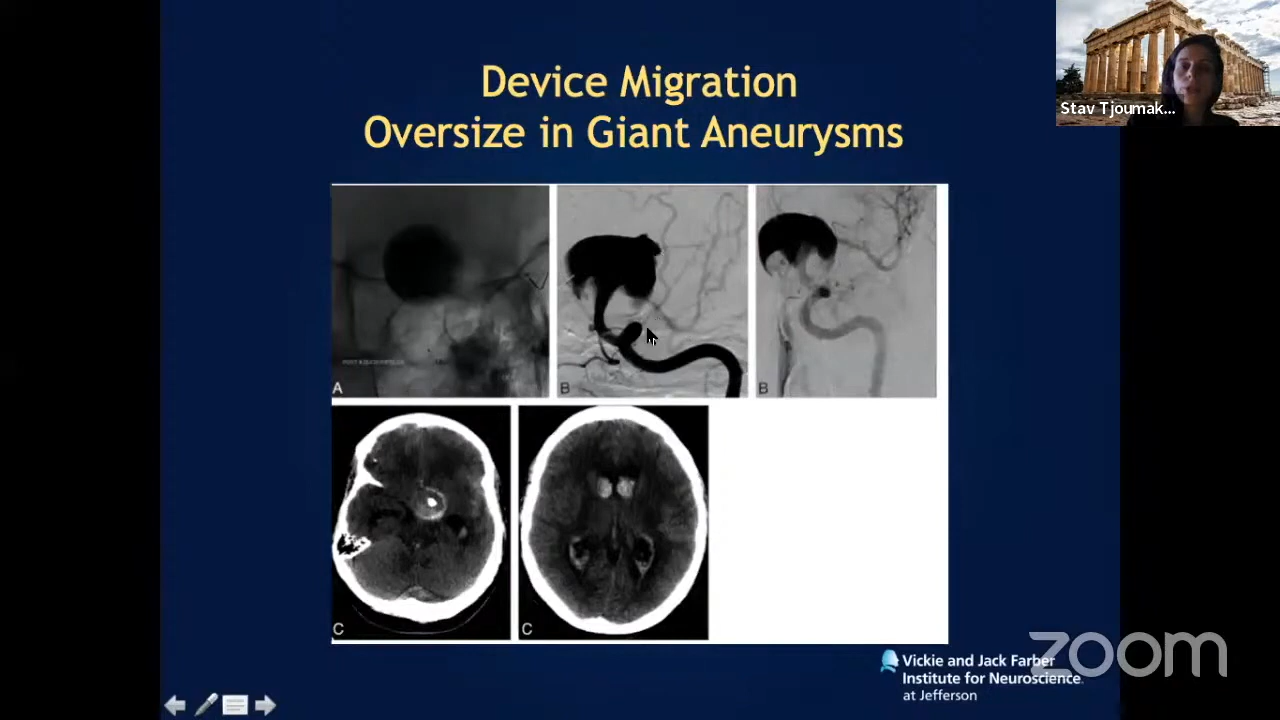 Device Migration
Oversize in Giant Aneurysms
Stav Tjoumak...
A
B
B
C
C
Vickie and Jack Farber
Institute for Neuroscience
at Jefferson
zoom